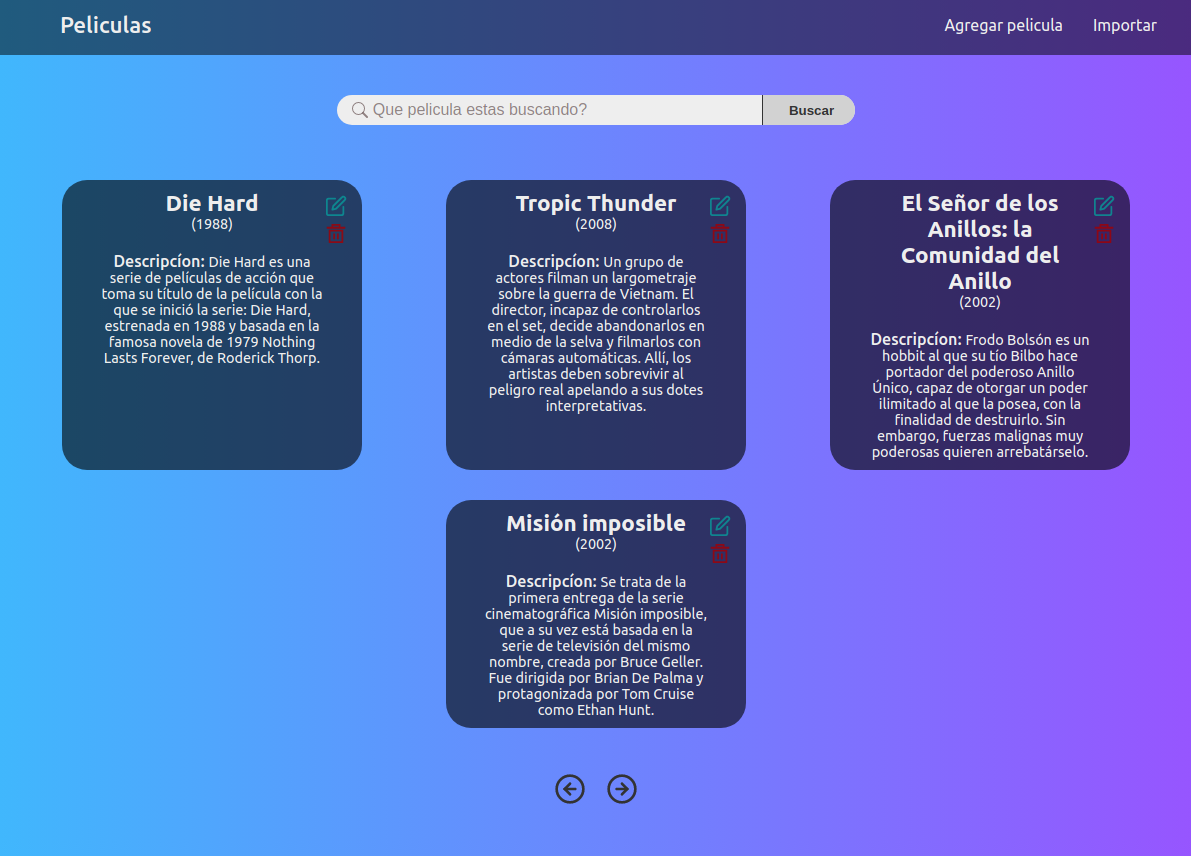 Peliculas
Agregar pelicula
Importar
Que pelicula estas buscando?
Buscar
Die Hard
(1988)
Descripcíon: Die Hard es una
serie de películas de acción que
toma su título de la película con la
que se inició la serie: Die Hard,
estrenada en 1988 y basada en la
famosa novela de 1979 Nothing
Lasts Forever, de Roderick Thorp.
Tropic Thunder
(2008)
Descripcíon: Un grupo de
actores filman un largometraje
sobre la guerra de Vietnam. El
director, incapaz de controlarlos
en el set, decide abandonarlos en
medio de la selva y filmarlos con
cámaras automáticas. Allí, los
artistas deben sobrevivir al
peligro real apelando a sus dotes
interpretativas.
El Señor de los
Anillos: la
Comunidad del
Anillo
(2002)
Descripcíon: Frodo Bolsón es un
hobbit al que su tío Bilbo hace
portador del poderoso Anillo
Único, capaz de otorgar un poder
ilimitado al que la posea, con la
finalidad de destruirlo. Sin
embargo, fuerzas malignas muy
poderosas quieren arrebatárselo.
Misión imposible
(2002)
Descripcíon: Se trata de la
primera entrega de la serie
cinematográfica Misión imposible,
que a su vez está basada en la
serie de televisión del mismo
nombre, creada por Bruce Geller.
Fue dirigida por Brian De Palma y
protagonizada por Tom Cruise
como Ethan Hunt.